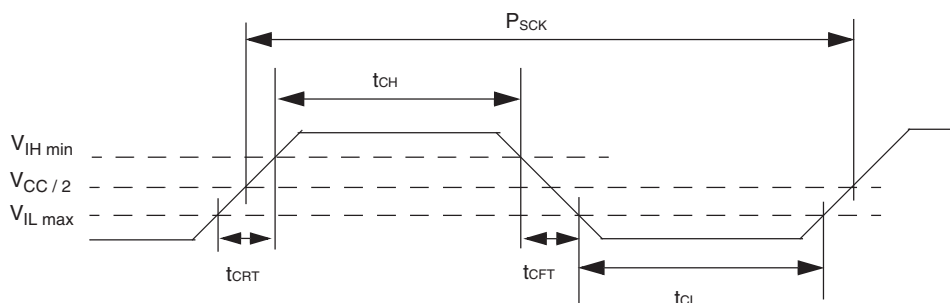 PSCK
tCH
VIH min
VCC / 2
VIL max
tCRT
tCFT
tCL